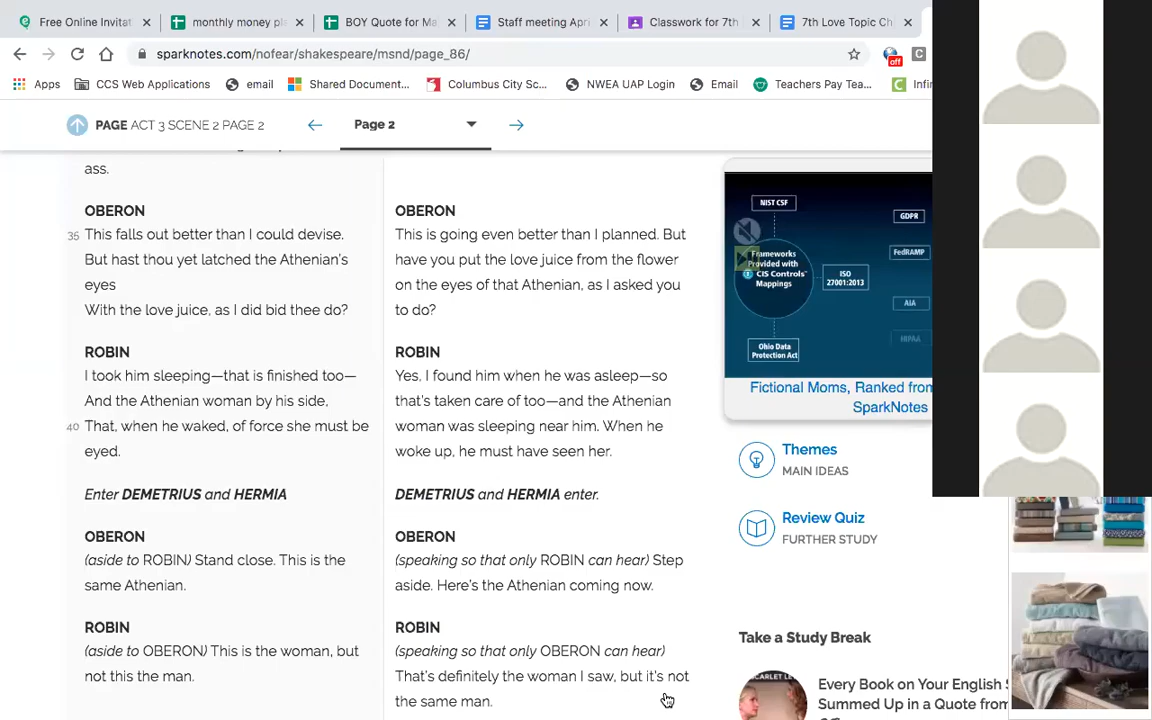 Free Online Invitat
monthly money pl
BOY Quote for Ma
Staff meeting Apri
Classwork for 7th
7th Love Topic Ch
sparknotes.com/nofear/shakespeare/msnd/page_86/
off
Apps
CCS Web Applications
email
Shared Document...
Columbus City Sc...
NWEA UAP Login
Email
Teachers Pay Tea...
Infin
PAGE ACT 3 SCENE 2 PAGE 2
Page 2
ass.
OBERON
35 This falls out better than I could devise.
But hast thou yet latched the Athenian's
eyes
With the love juice, as I did bid thee do?
ROBIN
I took him sleeping—that is finished too—
And the Athenian woman by his side,
40 That, when he waked, of force she must be
eyed.
Enter DEMETRIUS and HERMIA
OBERON
(aside to ROBIN) Stand close. This is the
same Athenian.
ROBIN
(aside to OBERON) This is the woman, but
not this the man.
OBERON
This is going even better than I planned. But
have you put the love juice from the flower
on the eyes of that Athenian, as I asked you
to do?
ROBIN
Yes, I found him when he was asleep—so
that's taken care of too—and the Athenian
woman was sleeping near him. When he
woke up, he must have seen her.
DEMETRIUS and HERMIA enter.
OBERON
(speaking so that only ROBIN can hear) Step
aside. Here's the Athenian coming now.
ROBIN
(speaking so that only OBERON can hear)
That's definitely the woman I saw, but it's not
the same man.
NIST CSF
GDPR
Frameworks
Provided with
CIS Controls™
Mappings
FedRAMP
ISO
27001:2013
AIA
HIPAA
Ohio Data
Protection Act
Fictional Moms, Ranked from
SparkNotes
Themes
MAIN IDEAS
Review Quiz
FURTHER STUDY
Take a Study Break
SCARLET LE
Every Book on Your English S
Summed Up in a Quote from